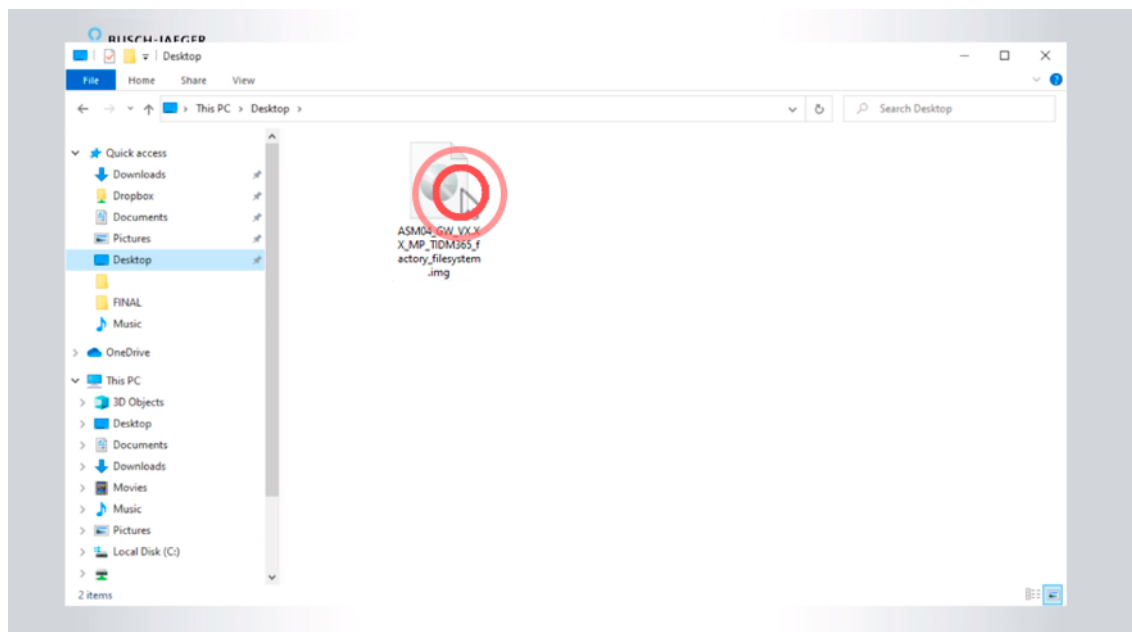 BUSCH-JAEGER
Desktop
File Home Share View
This PC Desktop
Search Desktop
Quick access
Downloads
Dropbox
Documents
Pictures
Desktop
FINAL
Music
OneDrive
This PC
3D Objects
Desktop
Documents
Downloads
Movies
Music
Pictures
Local Disk (C:)
ASM04_GW_VX.X
X_MP_TIDM365_f
actory_filesystem
.img
2 items